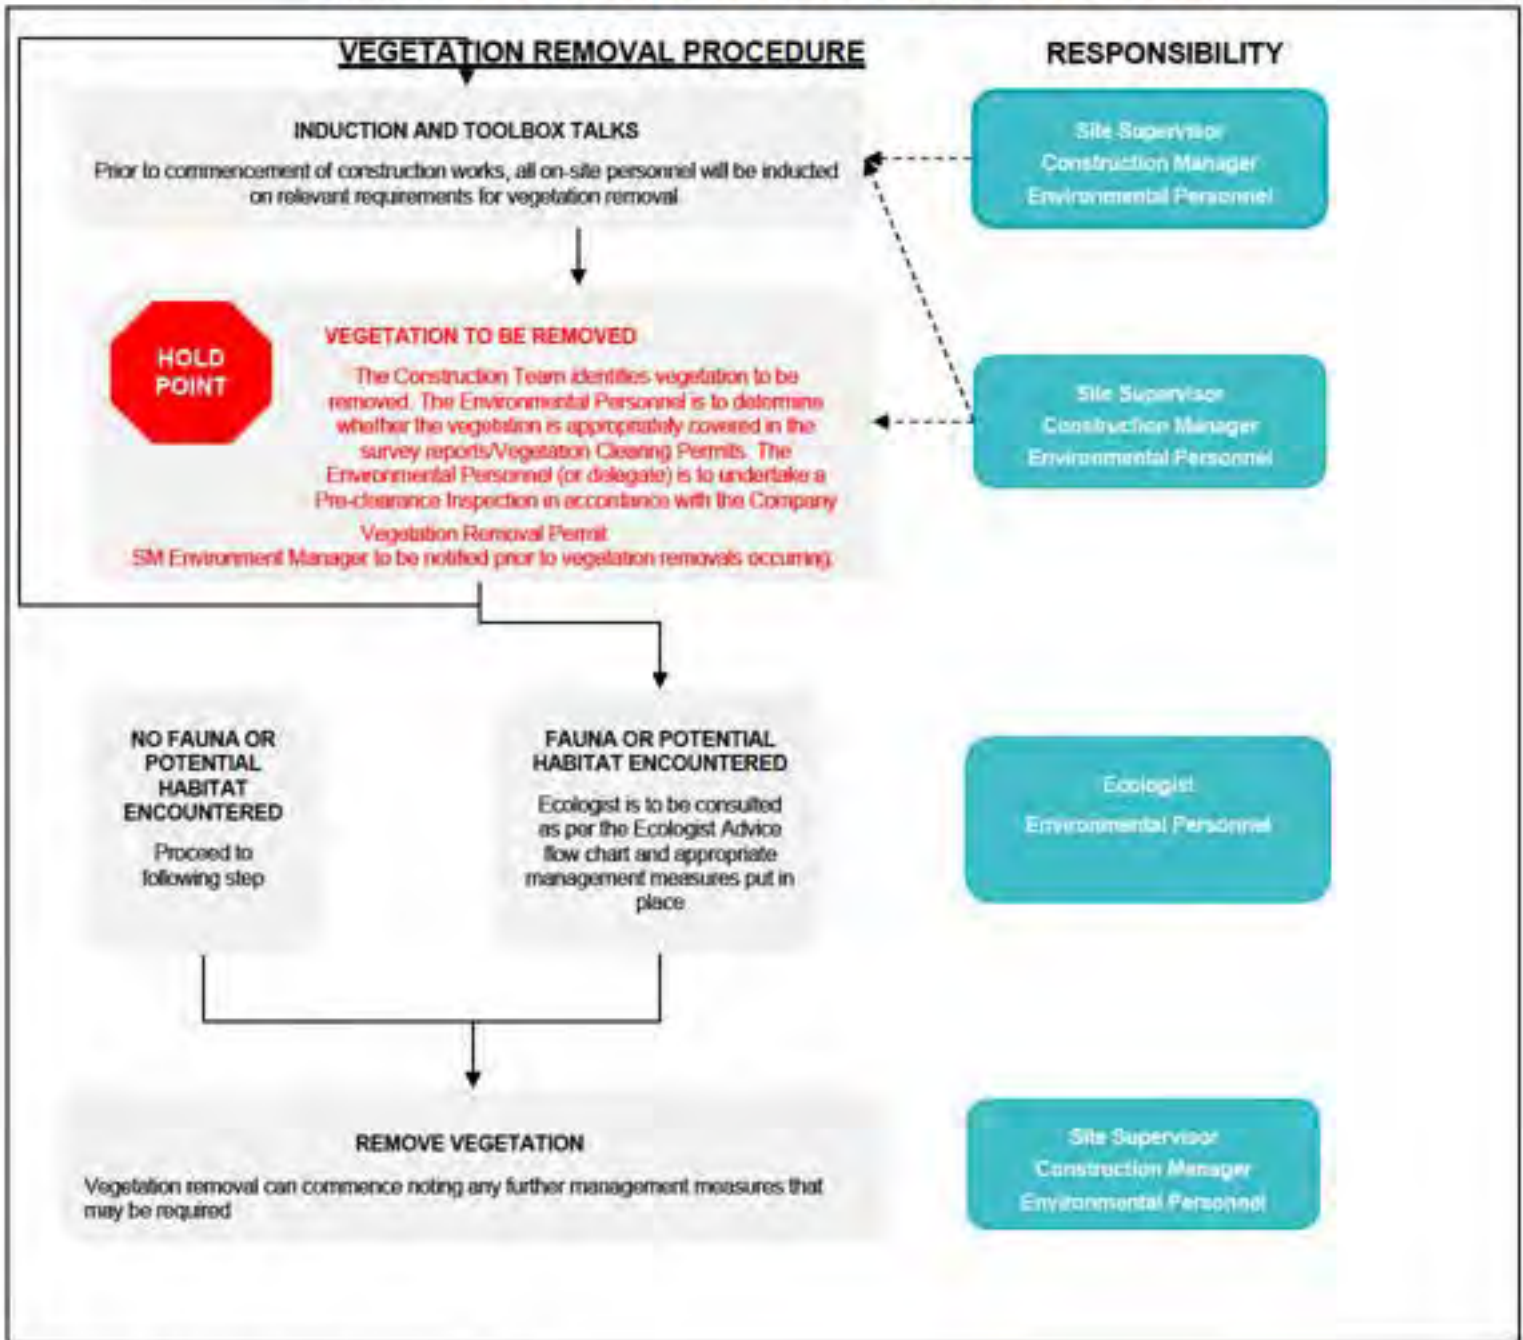 VEGETATION REMOVAL PROCEDURE
RESPONSIBILITY
INDUCTION AND TOOLBOX TALKS
Prior to commencement of construction works, all on-site personnel will be inducted
on relevant requirements for vegetation removal
Site Supervisor
Construction Manager
Environmental Personnel
HOLD
POINT
VEGETATION TO BE REMOVED
The Construction Team identifies vegetation to be
removed. The Environmental Personnel is to determine
whether the vegetation is appropriately covered in the
survey reports/Vegetation Clearing Permits. The
Environmental Personnel (or delegate) is to undertake a
Pre-clearance Inspection in accordance with the Company
Vegetation Removal Permit
SM Environment Manager to be notified prior to vegetation removals occurring.
Site Supervisor
Construction Manager
Environmental Personnel
NO FAUNA OR
POTENTIAL
HABITAT
ENCOUNTERED
Proceed to
following step
FAUNA OR POTENTIAL
HABITAT ENCOUNTERED
Ecologist is to be consulted
as per the Ecologist Advice
flow chart and appropriate
management measures put in
place
Ecologist
Environmental Personnel
REMOVE VEGETATION
Vegetation removal can commence noting any further management measures that
may be required
Site Supervisor
Construction Manager
Environmental Personnel